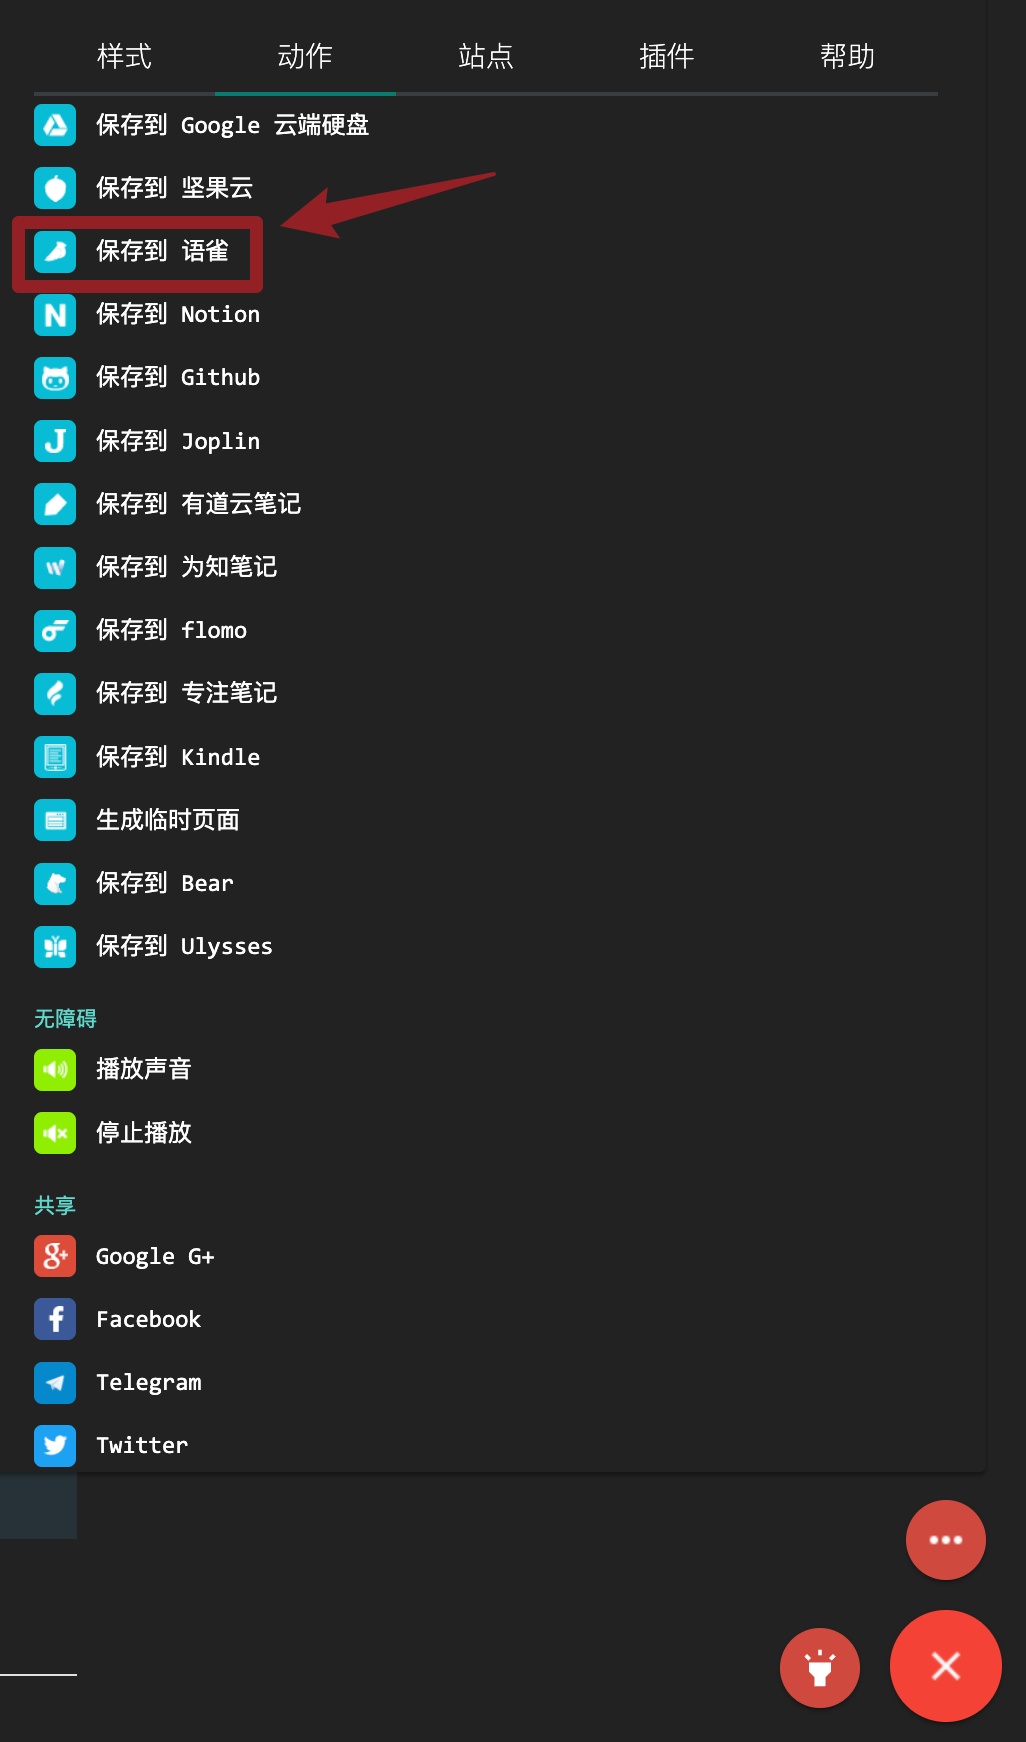 样式 动作 站点 插件 帮助
保存到 Google 云端硬盘
保存到 坚果云
保存到 语雀
保存到 Notion
保存到 Github
保存到 Joplin
保存到 有道云笔记
保存到 为知笔记
保存到 flomo
保存到 专注笔记
保存到 Kindle
生成临时页面
保存到 Bear
保存到 Ulysses
无障碍
播放声音
停止播放
共享
Google G+
Facebook
Telegram
Twitter